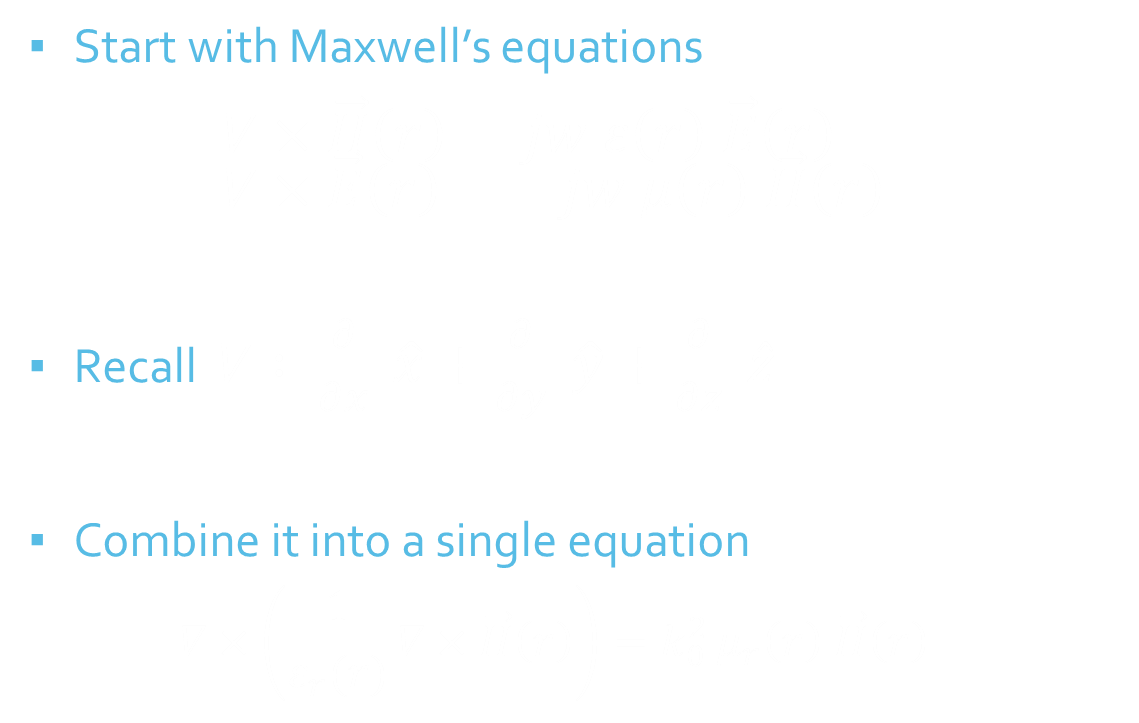 ▪ Start with Maxwell’s equations
▪ Recall
▪ Combine it into a single equation